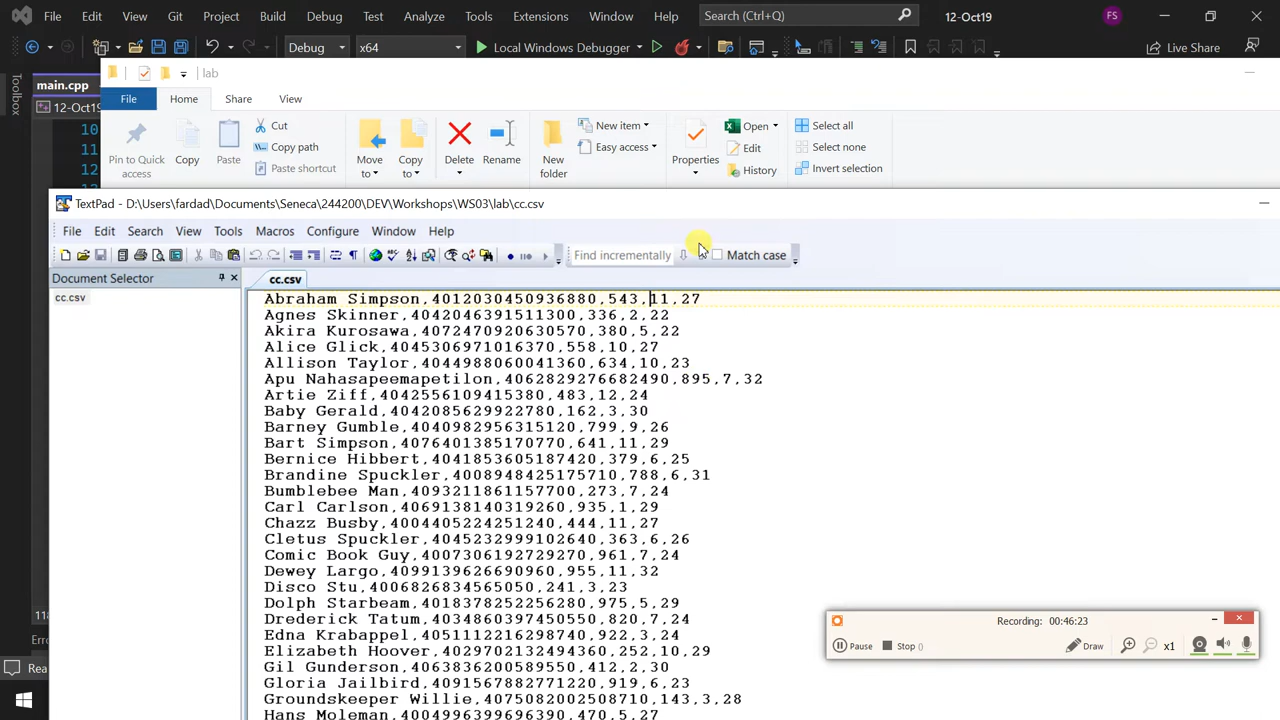 File Edit View Git Project Build Debug Test Analyze Tools Extensions Window Help Search (Ctrl+Q) 12-Oct19 FS
Debug x64 Local Windows Debugger Live Share
Toolbox
main.cpp
12-Oct19
10
11
12
lab
File Home Share View
Pin to Quick access
Copy
Paste
Cut
Copy path
Paste shortcut
Move to
Copy to
Delete
Rename
New folder
New item
Easy access
Properties
Open
Edit
History
Select all
Select none
Invert selection
TextPad - D:\Users\fardad\Documents\Seneca\244200\DEV\Workshops\WS03\lab\cc.csv
File Edit Search View Tools Macros Configure Window Help
Find incrementally Match case
Document Selector
cc.csv
cc.csv
Abraham Simpson,4012030450936880,543,11,27
Agnes Skinner,4042046391511300,336,2,22
Akira Kurosawa,4072470920630570,380,5,22
Alice Glick,4045306971016370,558,10,27
Allison Taylor,4044988060041360,634,10,23
Apu Nahasapeemapetilon,4062829276682490,895,7,32
Artie Ziff,4042556109415380,483,12,24
Baby Gerald,4042085629922780,162,3,30
Barney Gumble,4040982956315120,799,9,26
Bart Simpson,4076401385170770,641,11,29
Bernice Hibbert,4041853605187420,379,6,25
Brandine Spuckler,4008948425175710,788,6,31
Bumblebee Man,4093211861157700,273,7,24
Carl Carlson,4069138140319260,935,1,29
Chazz Busby,4004405224251240,444,11,27
Cletus Spuckler,4045232999102640,363,6,26
Comic Book Guy,4007306192729270,961,7,24
Dewey Largo,4099139626690960,955,11,32
Disco Stu,4006826834565050,241,3,23
Dolph Starbeam,4018378252256280,975,5,29
Drederick Tatum,4034860397450550,820,7,24
Edna Krabappel,4051112216298740,922,3,24
Elizabeth Hoover,4029702132494360,252,10,29
Gil Gunderson,4063830600589550,412,2,30
Gloria Jailbird,4091567882771220,919,6,23
Groundskeeper Willie,4075082002508710,143,3,28
Hans Moleman,4004996399696390,470,5,27
Recording: 00:46:23
Pause Stop () Draw x1